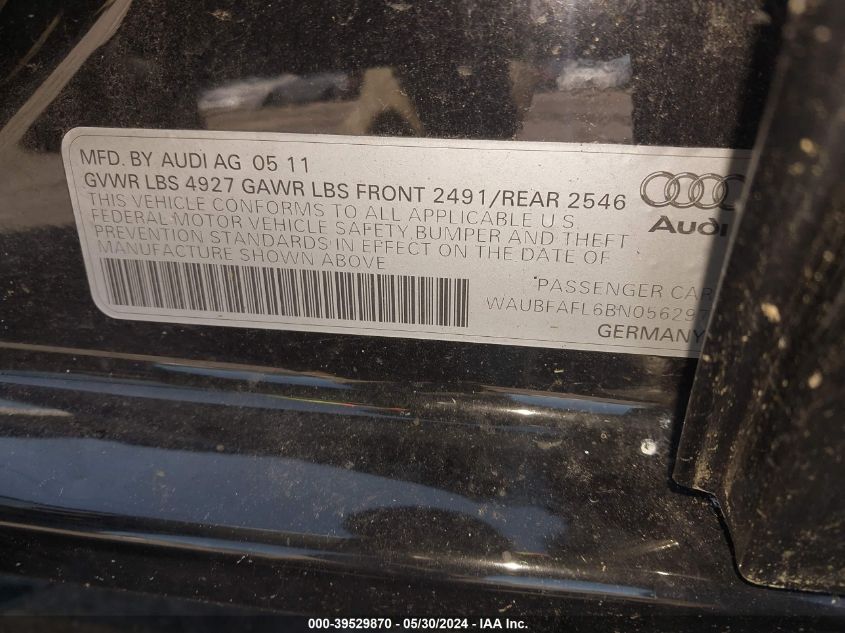 MFD. BY AUDI AG 05 11
GVWR LBS 4927 GAWR LBS FRONT 2491/REAR 2546
THIS VEHICLE CONFORMS TO ALL APPLICABLE U S
FEDERAL MOTOR VEHICLE SAFETY, BUMPER AND THEFT
PREVENTION STANDARDS IN EFFECT ON THE DATE OF
MANUFACTURE SHOWN ABOVE
Audi
PASSENGER CAR
WAUBFAFL6BN056297
GERMANY
000-39529870 - 05/30/2024 - IAA Inc.